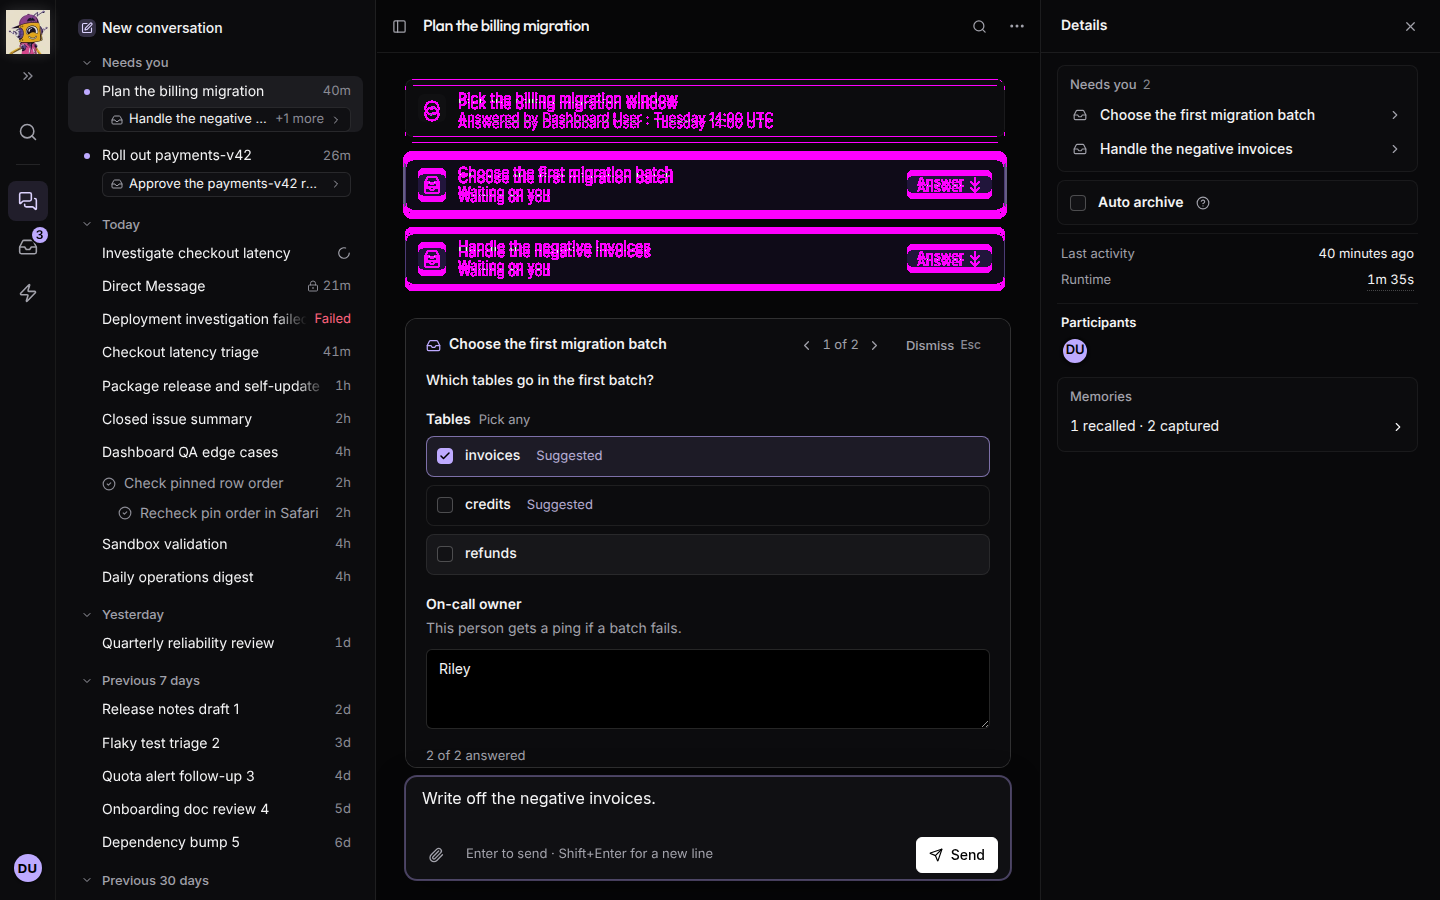 New conversation
Needs you
Plan the billing migration 40m
Handle the negative ... +1 more
Roll out payments-v42 26m
Approve the payments-v42 r...
Today
Investigate checkout latency
Direct Message 21m
Deployment investigation failed Failed
Checkout latency triage 41m
Package release and self-update 1h
Closed issue summary 2h
Dashboard QA edge cases 4h
Check pinned row order 2h
Recheck pin order in Safari 2h
Sandbox validation 4h
Daily operations digest 4h
Yesterday
Quarterly reliability review 1d
Previous 7 days
Release notes draft 1 2d
Flaky test triage 2 3d
Quota alert follow-up 3 4d
Onboarding doc review 4 5d
Dependency bump 5 6d
Previous 30 days
3
DU
Plan the billing migration
Pick the billing migration window
Answered by Dashboard User · Tuesday 14:00 UTC
Choose the first migration batch
Waiting on you
Answer
Handle the negative invoices
Waiting on you
Answer
Choose the first migration batch 1 of 2 Dismiss Esc
Which tables go in the first batch?
Tables Pick any
invoices Suggested
credits Suggested
refunds
On-call owner
This person gets a ping if a batch fails.
Riley
2 of 2 answered
Write off the negative invoices.
Enter to send · Shift+Enter for a new line
Send
Details
Needs you 2
Choose the first migration batch
Handle the negative invoices
Auto archive
Last activity 40 minutes ago
Runtime 1m 35s
Participants
DU
Memories
1 recalled · 2 captured